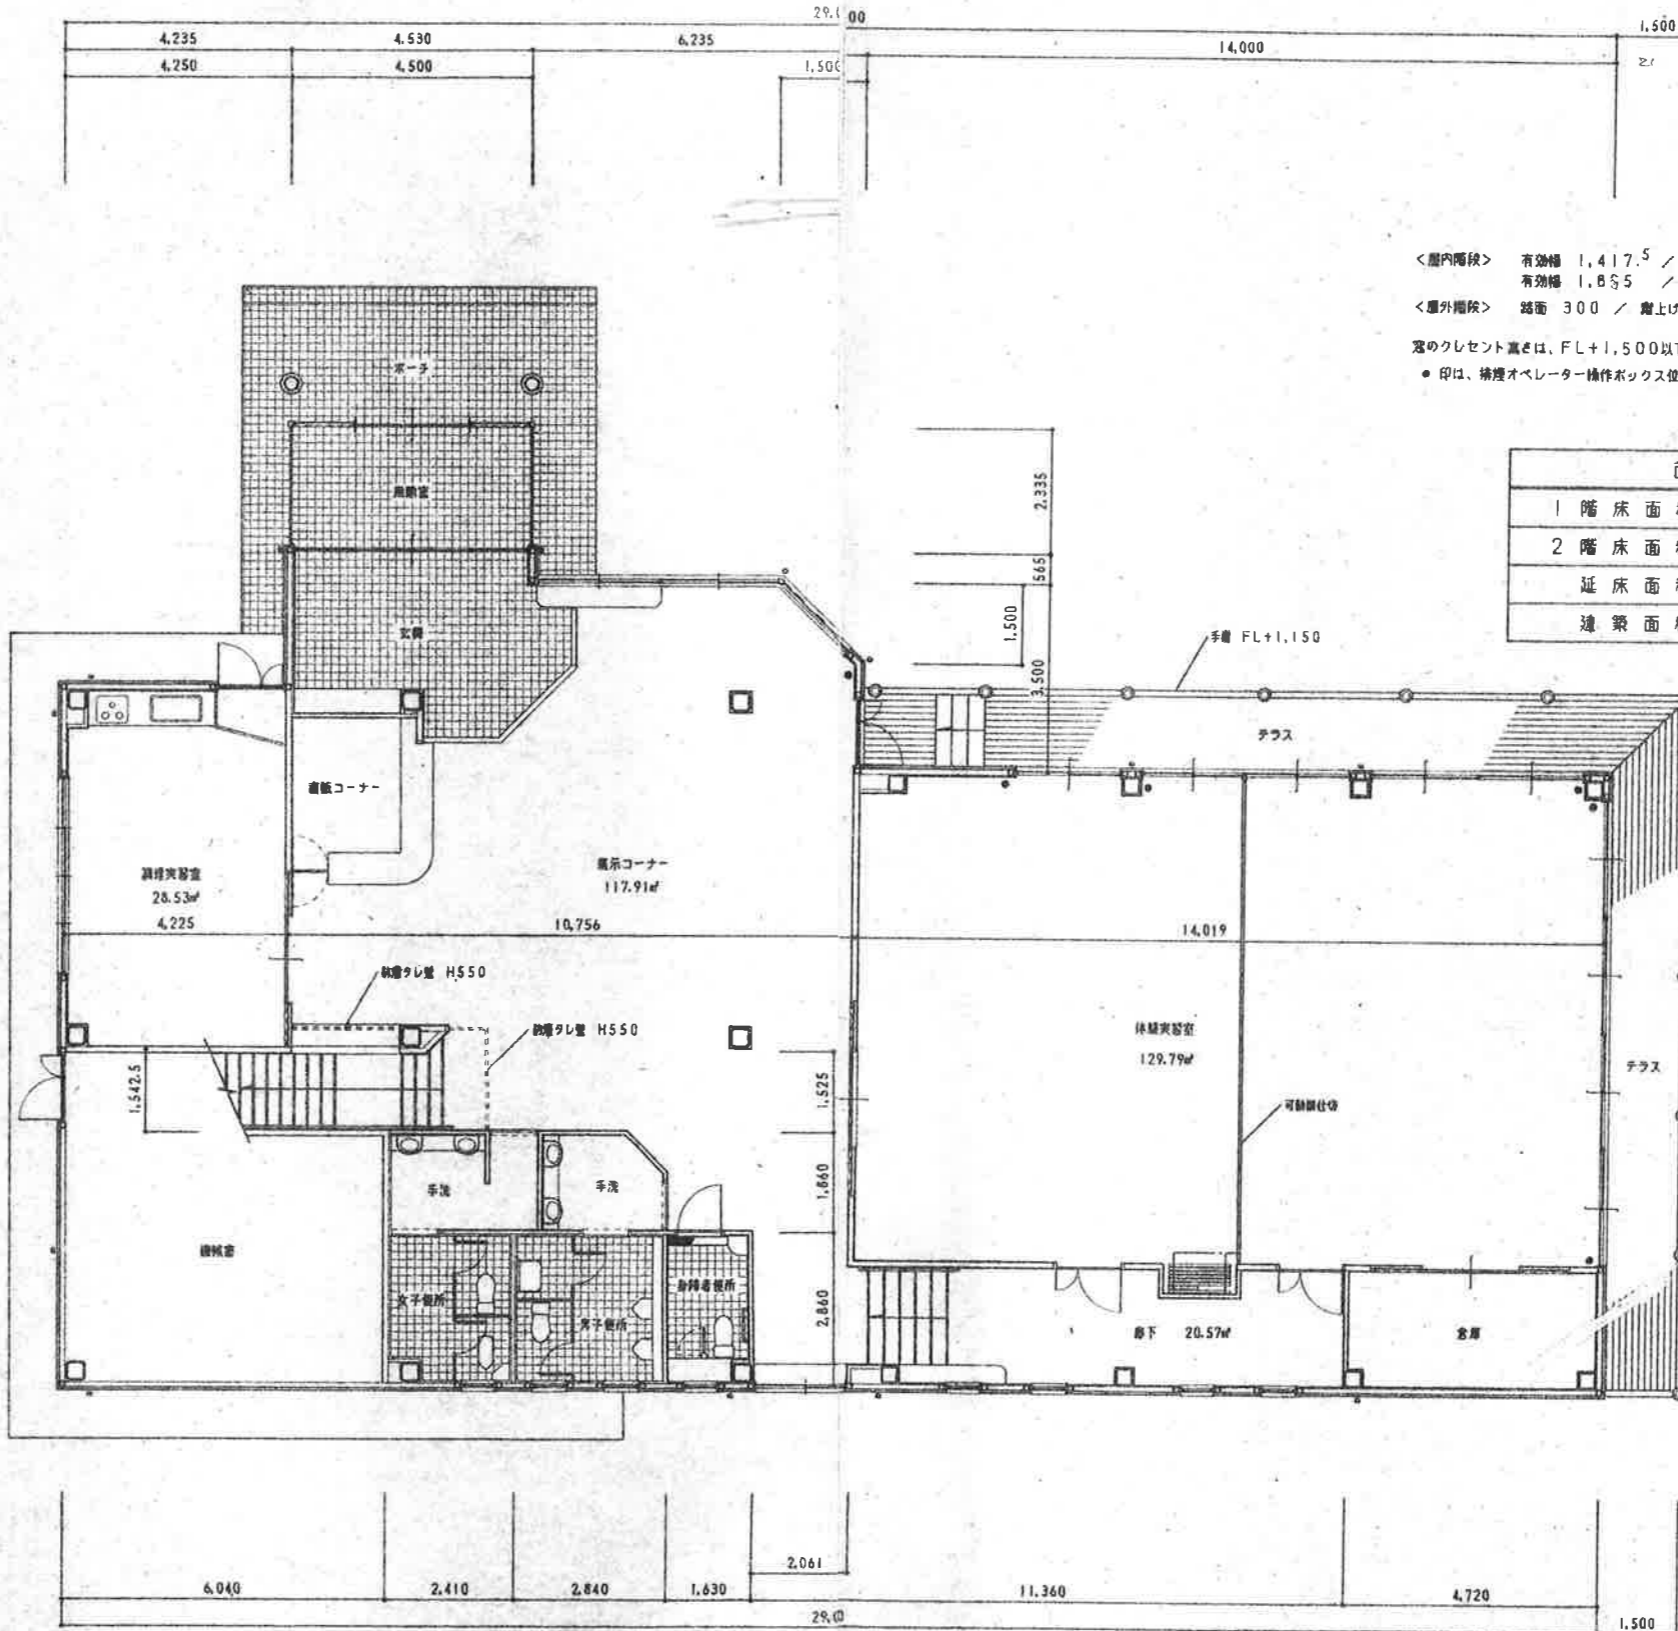 29.
00
1,500
4,235
4,530
6,235
14,000
4,250
4,500
1,500
<屋内階段> 有効幅 1,417.5 /
有効幅
<屋外階段> 踏面 300 / 蹴上げ
窓のクレセント高さは、FL+1,500以下
● 印は、排煙オペレーター操作ボックス位
ポーチ
2,335
風除室
1 階 床 面
2 階 床 面
延 床 面
建 築 面
565
玄関
1,500
手摺 FL+1,150
3,500
テラス
直販コーナー
展示コーナー
117.91㎡
調理実習室
28.53㎡
4,225
10,756
14,019
防煙タレ壁 H550
防煙タレ壁 H550
体験実習室
129.79㎡
テラス
1,542.5
1,525
可動間仕切
手洗
手洗
1,860
機械室
女子便所
男子便所
身障者便所
2,860
廊下 20.57㎡
倉庫
2,061
6,040
2,410
2,840
1,630
11,360
4,720
29,
1,500